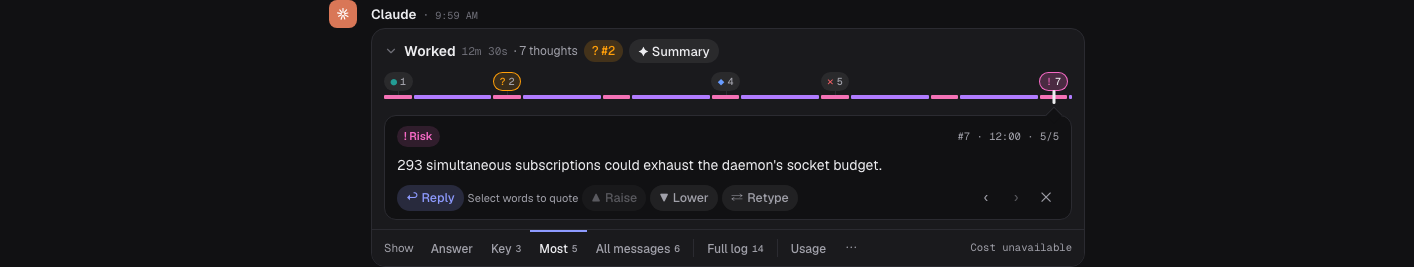 Claude · 9:59 AM
Worked 12m 30s · 7 thoughts ? #2 ✦ Summary
1 ? 2 ◆ 4 × 5 ! 7
! Risk #7 · 12:00 · 5/5
293 simultaneous subscriptions could exhaust the daemon's socket budget.
↩ Reply Select words to quote ▲ Raise ▼ Lower ⇄ Retype ‹ › ×
Show Answer Key 3 Most 5 All messages 6 Full log 14 Usage ··· Cost unavailable